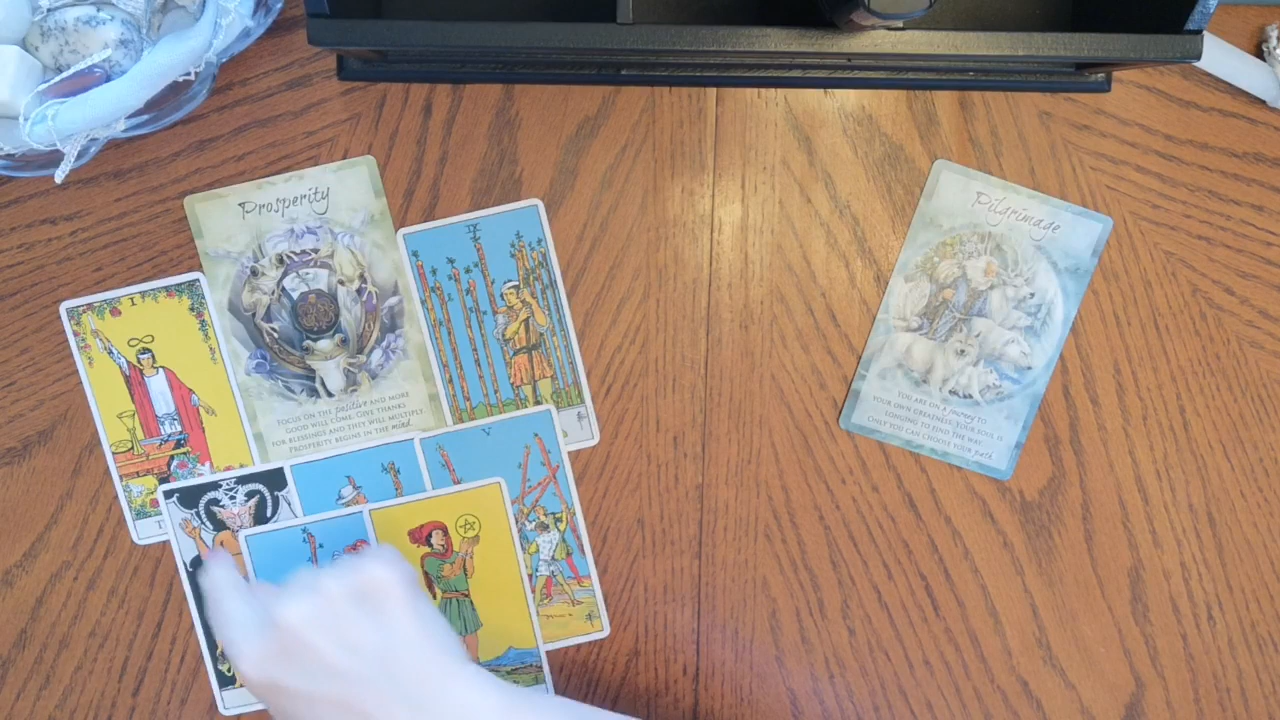 Prosperity
FOCUS ON THE positive AND MORE
GOOD WILL COME. GIVE THANKS
FOR BLESSINGS AND THEY WILL MULTIPLY.
PROSPERITY BEGINS IN THE mind.
I
T
IX
XV
V
Pilgrimage
YOU ARE ON A journey TO
YOUR OWN GREATNESS. YOUR SOUL IS
LONGING TO FIND THE WAY.
ONLY YOU CAN CHOOSE YOUR path.